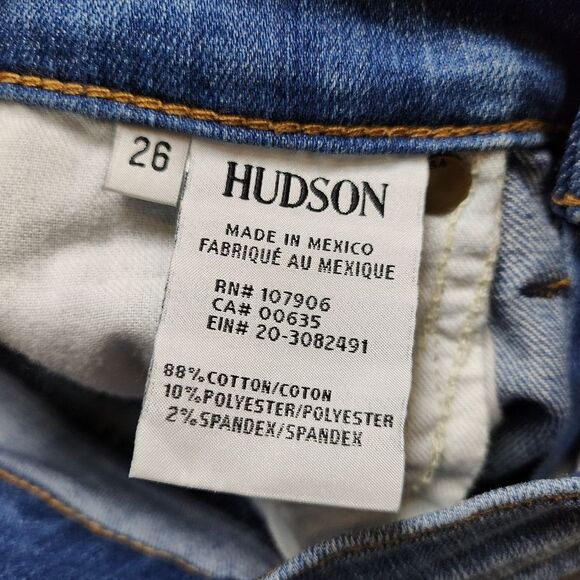 26
HUDSON
MADE IN MEXICO
FABRIQUÉ AU MEXIQUE
RN# 107906
CA# 00635
EIN# 20-3082491
88% COTTON/COTON
10% POLYESTER/POLYESTER
2% SPANDEX/SPANDEX